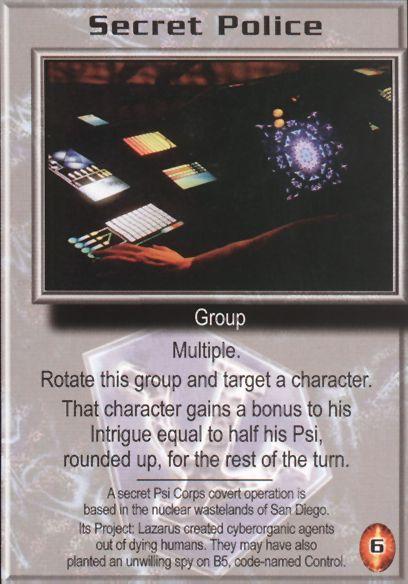 Secret Police
Group
Multiple.
Rotate this group and target a character.
That character gains a bonus to his
Intrigue equal to half his Psi,
rounded up, for the rest of the turn.
A secret Psi Corps covert operation is
based in the nuclear wastelands of San Diego.
Its Project: Lazarus created cyberorganic agents
out of dying humans. They may have also
planted an unwilling spy on B5, code-named Control.
6